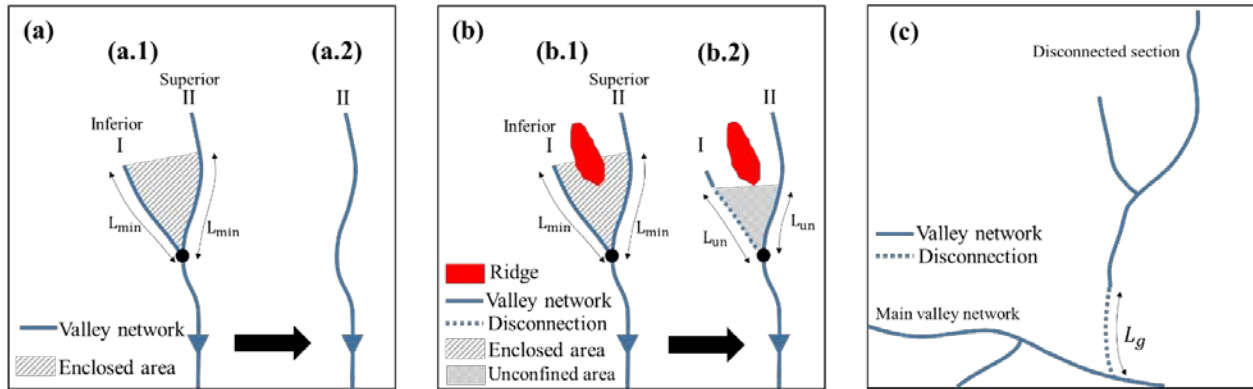 (a)
(a.1)
(a.2)
Superior
II
II
Inferior
I
Lmin
Lmin
Valley network
Enclosed area
(b)
(b.1)
(b.2)
Superior
II
II
Inferior
I
I
Lmin
Lmin
Lun
Lun
Ridge
Valley network
Disconnection
Enclosed area
Unconfined area
(c)
Disconnected section
Valley network
Disconnection
Main valley network
Lg